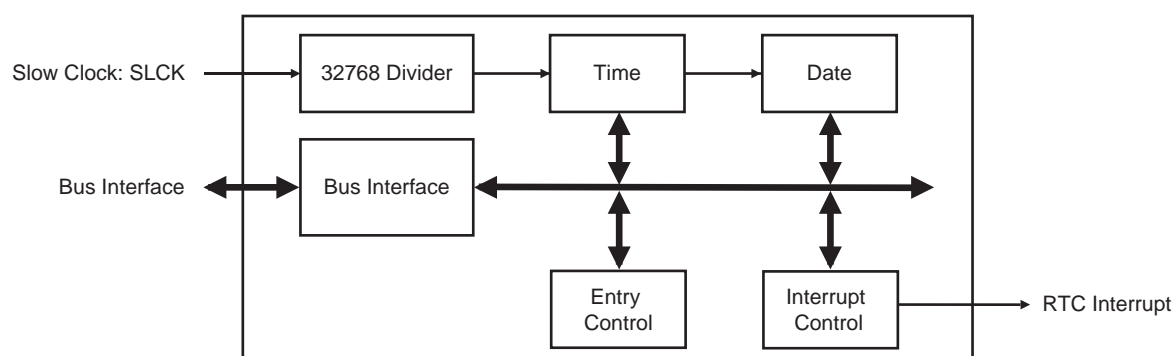 Slow Clock: SLCK
32768 Divider
Time
Date
Bus Interface
Bus Interface
Entry
Control
Interrupt
Control
RTC Interrupt